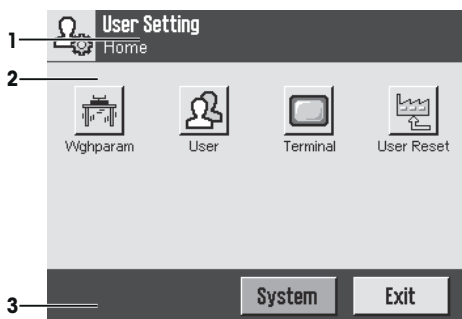 User Setting
1
Home
2
Wghparam
User
Terminal
User Reset
System
Exit
3